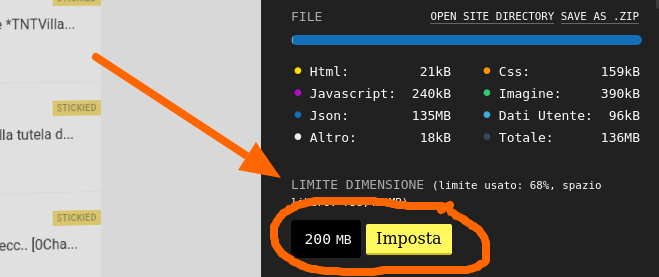 e *TNTVilla...
STICKIED
lla tutela d...
STICKIED
ecc.. [0Cha...
FILE
OPEN SITE DIRECTORY SAVE AS .ZIP
Html: 21kB Css: 159kB
Javascript: 240kB Imagine: 390kB
Json: 135MB Dati Utente: 96kB
Altro: 18kB Totale: 136MB
LIMITE DIMENSIONE (limite usato: 68%, spazio
200 MB Imposta